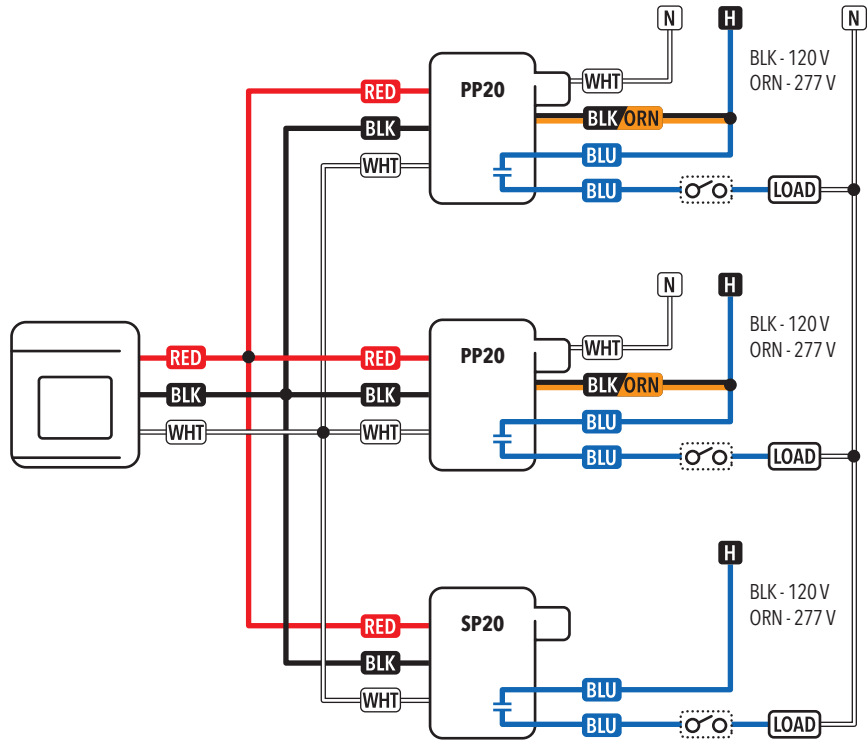 N H N
BLK - 120 V
ORN - 277 V
RED PP20 WHT
BLK BLK/ORN
WHT BLU
BLU LOAD
N H
BLK - 120 V
ORN - 277 V
RED RED PP20 WHT
BLK BLK BLK/ORN
WHT WHT BLU
BLU LOAD
H
BLK - 120 V
ORN - 277 V
RED SP20
BLK
WHT BLU
BLU LOAD